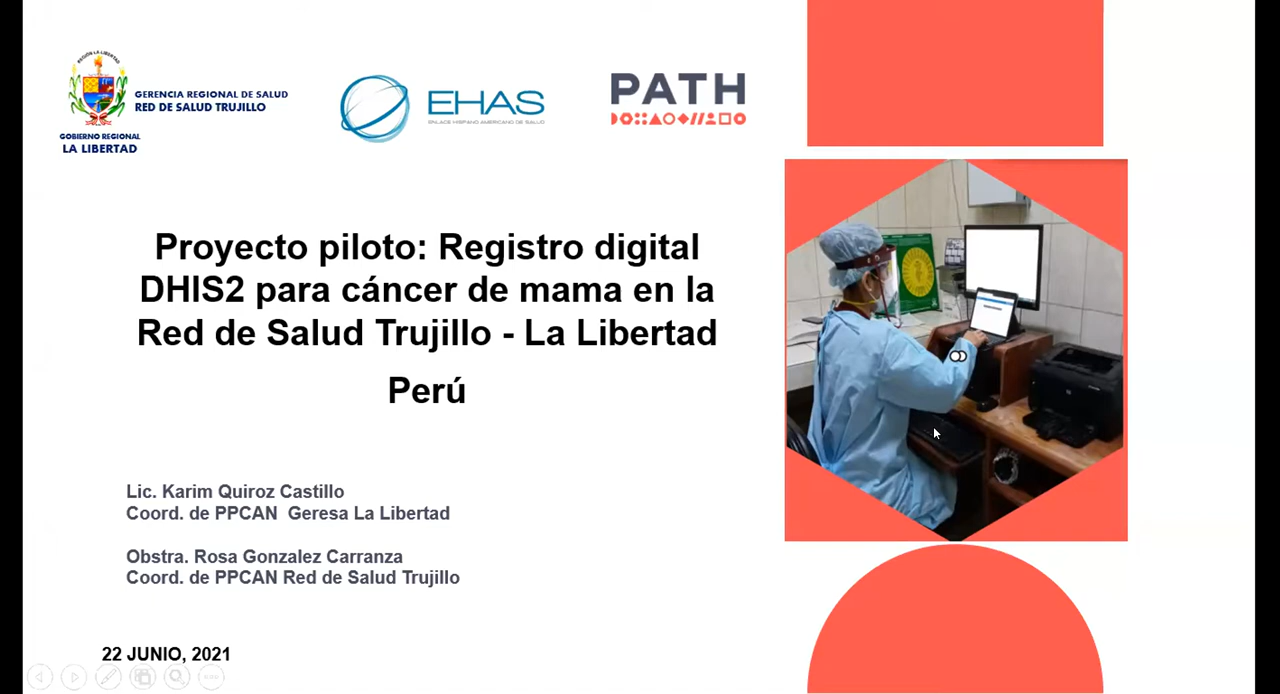 REGIÓN LA LIBERTAD
GERENCIA REGIONAL DE SALUD
RED DE SALUD TRUJILLO
GOBIERNO REGIONAL
LA LIBERTAD
EHAS
ENLACE HISPANO AMERICANO DE SALUD
PATH
Proyecto piloto: Registro digital
DHIS2 para cáncer de mama en la
Red de Salud Trujillo - La Libertad
Perú
Lic. Karim Quiroz Castillo
Coord. de PPCAN Geresa La Libertad
Obstra. Rosa Gonzalez Carranza
Coord. de PPCAN Red de Salud Trujillo
22 JUNIO, 2021